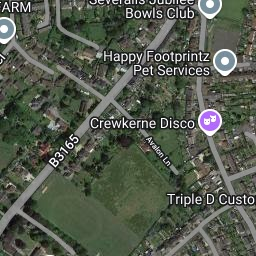 Severalls Jubilee
Bowls Club
FARM
Happy Footprintz
Pet Services
Crewkerne Disco
B3165
Avalon Ln
Triple D Custo